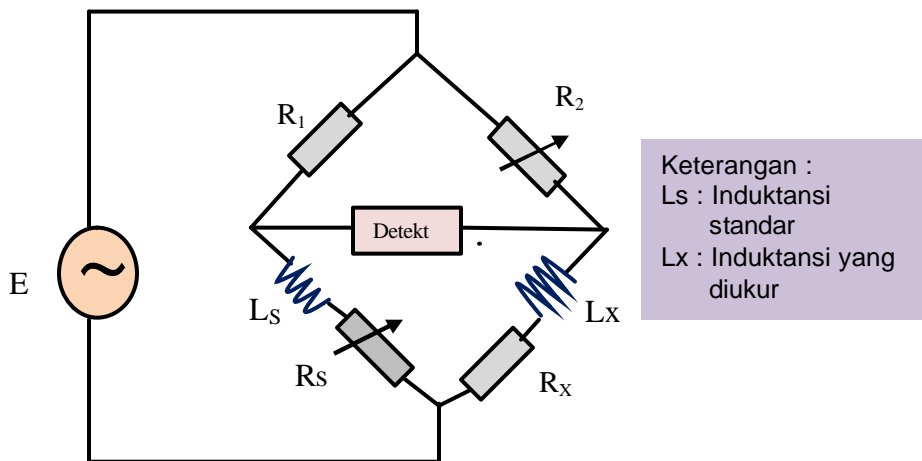 R₁
R₂
Keterangan :
Ls : Induktansi
standar
Lx : Induktansi yang
diukur
Detekt
.
E
~
LS
Lx
Rs
RX